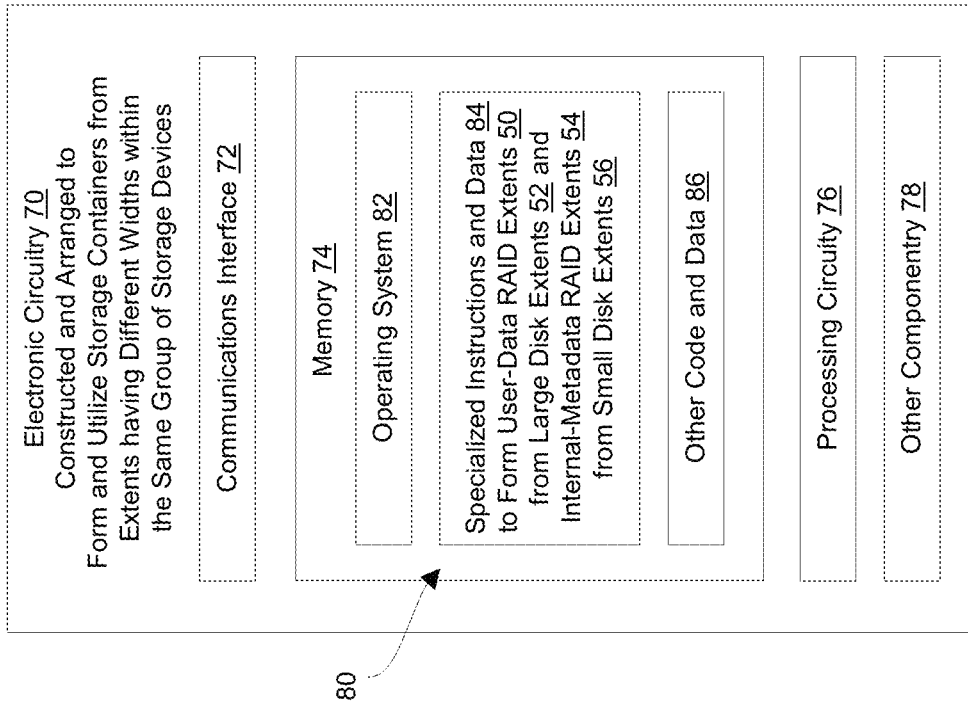 Electronic Circuitry 70
Constructed and Arranged to
Form and Utilize Storage Containers from
Extents having Different Widths within
the Same Group of Storage Devices
Communications Interface 72
Memory 74
Operating System 82
Specialized Instructions and Data 84
to Form User-Data RAID Extents 50
from Large Disk Extents 52 and
Internal-Metadata RAID Extents 54
from Small Disk Extents 56
Other Code and Data 86
Processing Circuity 76
Other Componentry 78
80